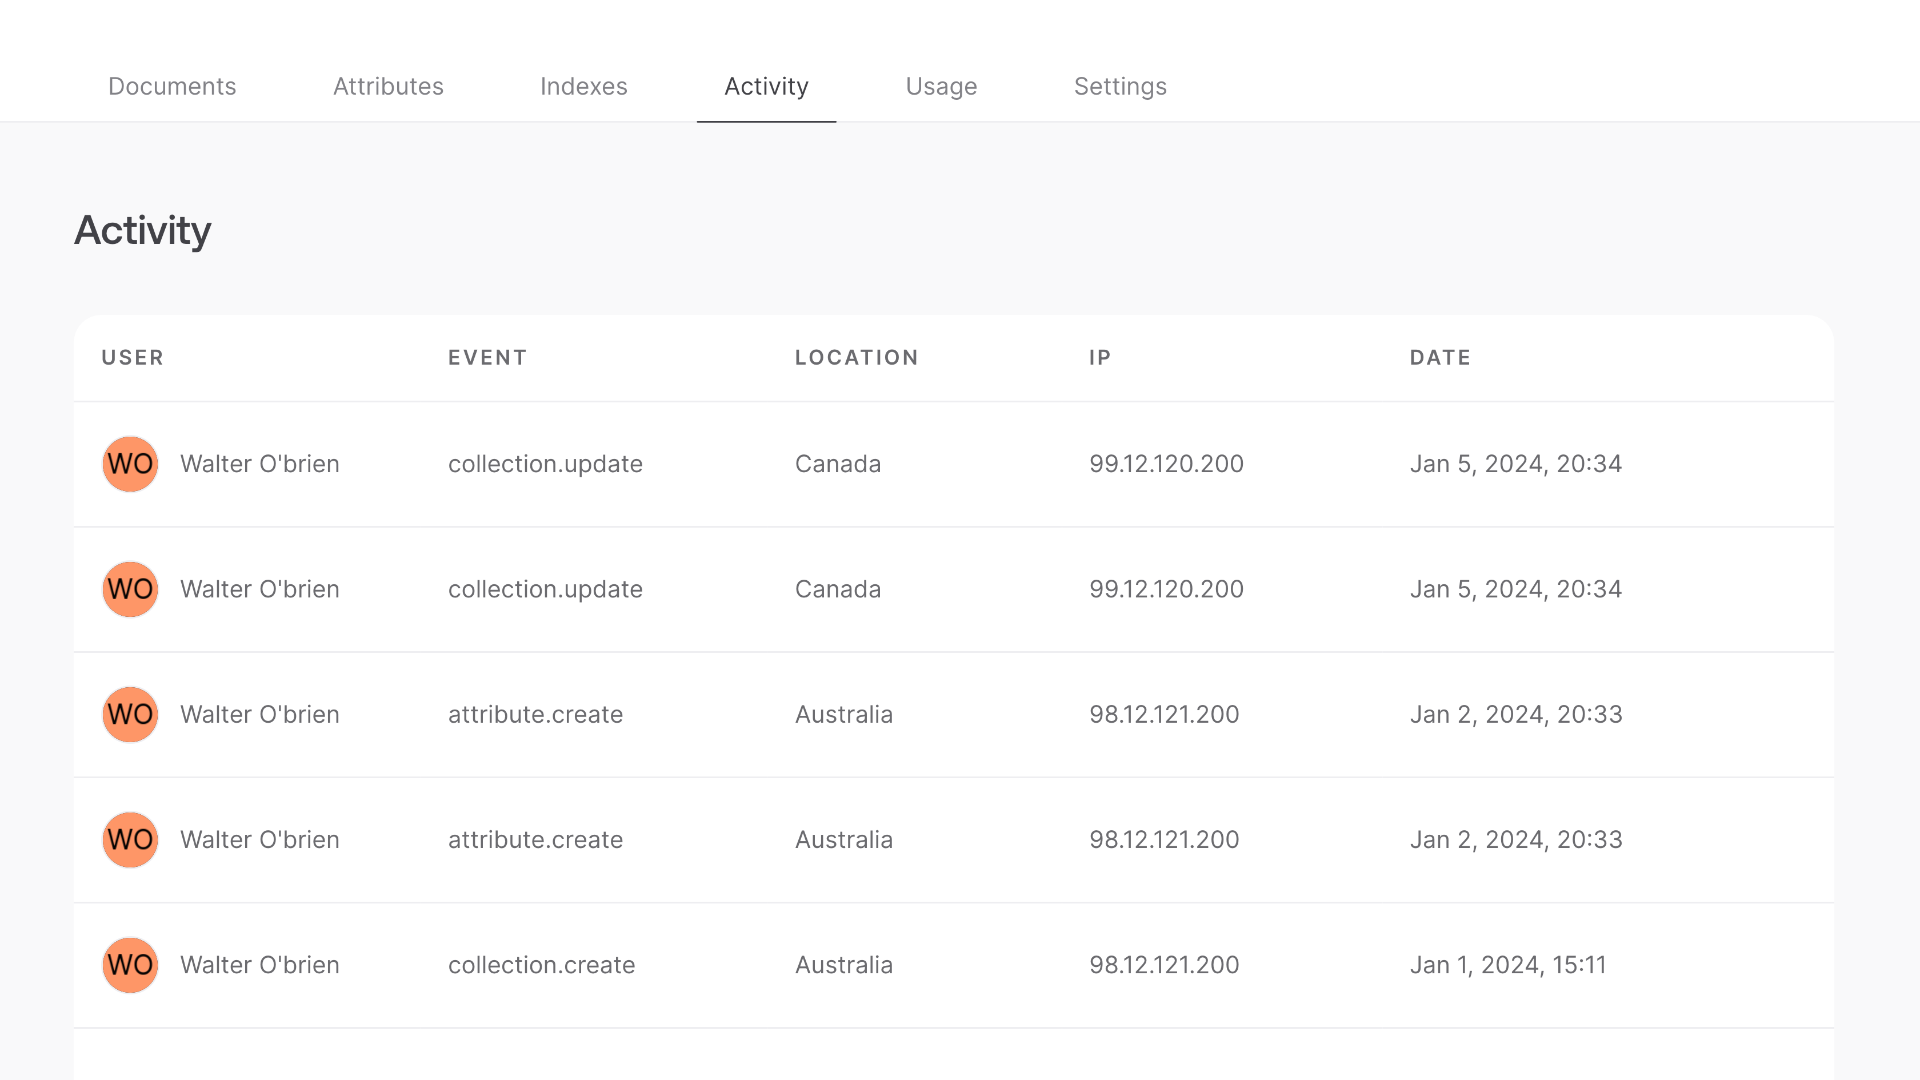 Documents Attributes Indexes Activity Usage Settings
Activity
USER EVENT LOCATION IP DATE
WO Walter O'brien collection.update Canada 99.12.120.200 Jan 5, 2024, 20:34
WO Walter O'brien collection.update Canada 99.12.120.200 Jan 5, 2024, 20:34
WO Walter O'brien attribute.create Australia 98.12.121.200 Jan 2, 2024, 20:33
WO Walter O'brien attribute.create Australia 98.12.121.200 Jan 2, 2024, 20:33
WO Walter O'brien collection.create Australia 98.12.121.200 Jan 1, 2024, 15:11